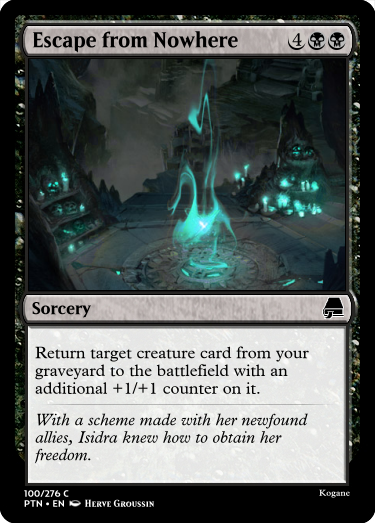 Escape from Nowhere 4
Sorcery
Return target creature card from your
graveyard to the battlefield with an
additional +1/+1 counter on it.
With a scheme made with her newfound
allies, Isidra knew how to obtain her
freedom.
100/276 C
Kogane
PTN • EN Herve Groussin